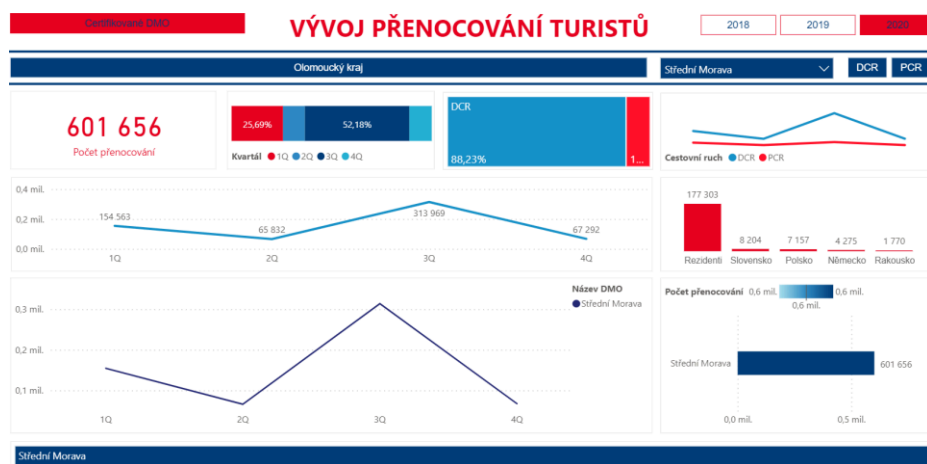 Certifikované DMO
VÝVOJ PŘENOCOVÁNÍ TURISTŮ
2018
2019
2020
Olomoucký kraj
Střední Morava
DCR
PCR
601 656
Počet přenocování
25,69%
52,18%
Kvartál 1Q 2Q 3Q 4Q
DCR
88,23%
1...
Cestovní ruch DCR PCR
0,4 mil.
0,2 mil.
0,0 mil.
154 563
65 832
313 969
67 292
1Q
2Q
3Q
4Q
177 303
8 204
7 157
4 275
1 770
Rezidenti
Slovensko
Polsko
Německo
Rakousko
Název DMO
Střední Morava
0,3 mil.
0,2 mil.
0,1 mil.
1Q
2Q
3Q
4Q
Počet přenocování 0,6 mil. 0,6 mil.
0,6 mil.
Střední Morava
601 656
0,0 mil.
0,5 mil.
Střední Morava